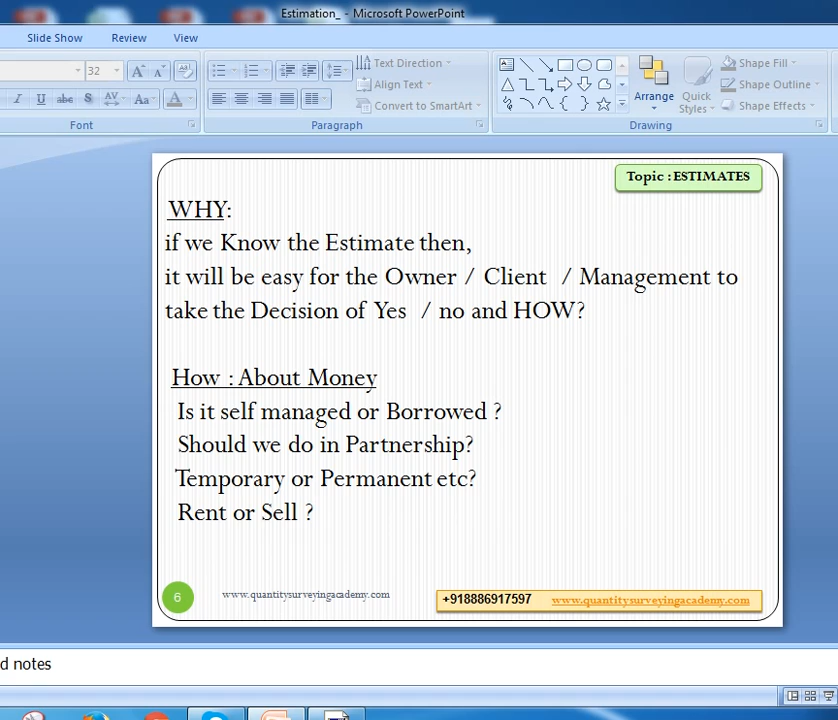 Estimation_ - Microsoft PowerPoint
Slide Show Review View
32 A A
Text Direction
Shape Fill
I U abc S AV Aa A
Align Text
Arrange
Quick Styles
Shape Outline
Convert to SmartArt
Shape Effects
Font Paragraph Drawing
Topic : ESTIMATES
WHY:
if we Know the Estimate then,
it will be easy for the Owner / Client / Management to
take the Decision of Yes / no and HOW?
How : About Money
Is it self managed or Borrowed ?
Should we do in Partnership?
Temporary or Permanent etc?
Rent or Sell ?
6
www.quantitysurveyingacademy.com
+918886917597 www.quantitysurveyingacademy.com
d notes